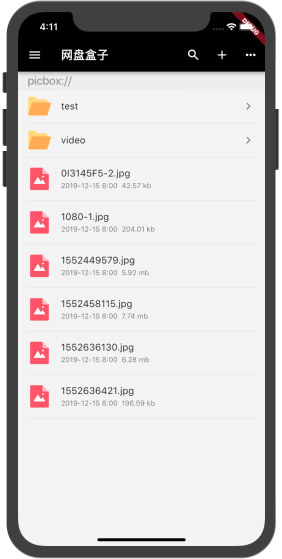 4:11
DEBUG
网盘盒子
picbox://
test
video
0I3145F5-2.jpg
2019-12-15 8:00 42.57 kb
1080-1.jpg
2019-12-15 8:00 204.01 kb
1552449579.jpg
2019-12-15 8:00 5.92 mb
1552458115.jpg
2019-12-15 8:00 7.74 mb
1552636130.jpg
2019-12-15 8:00 6.28 mb
1552636421.jpg
2019-12-15 8:00 196.59 kb